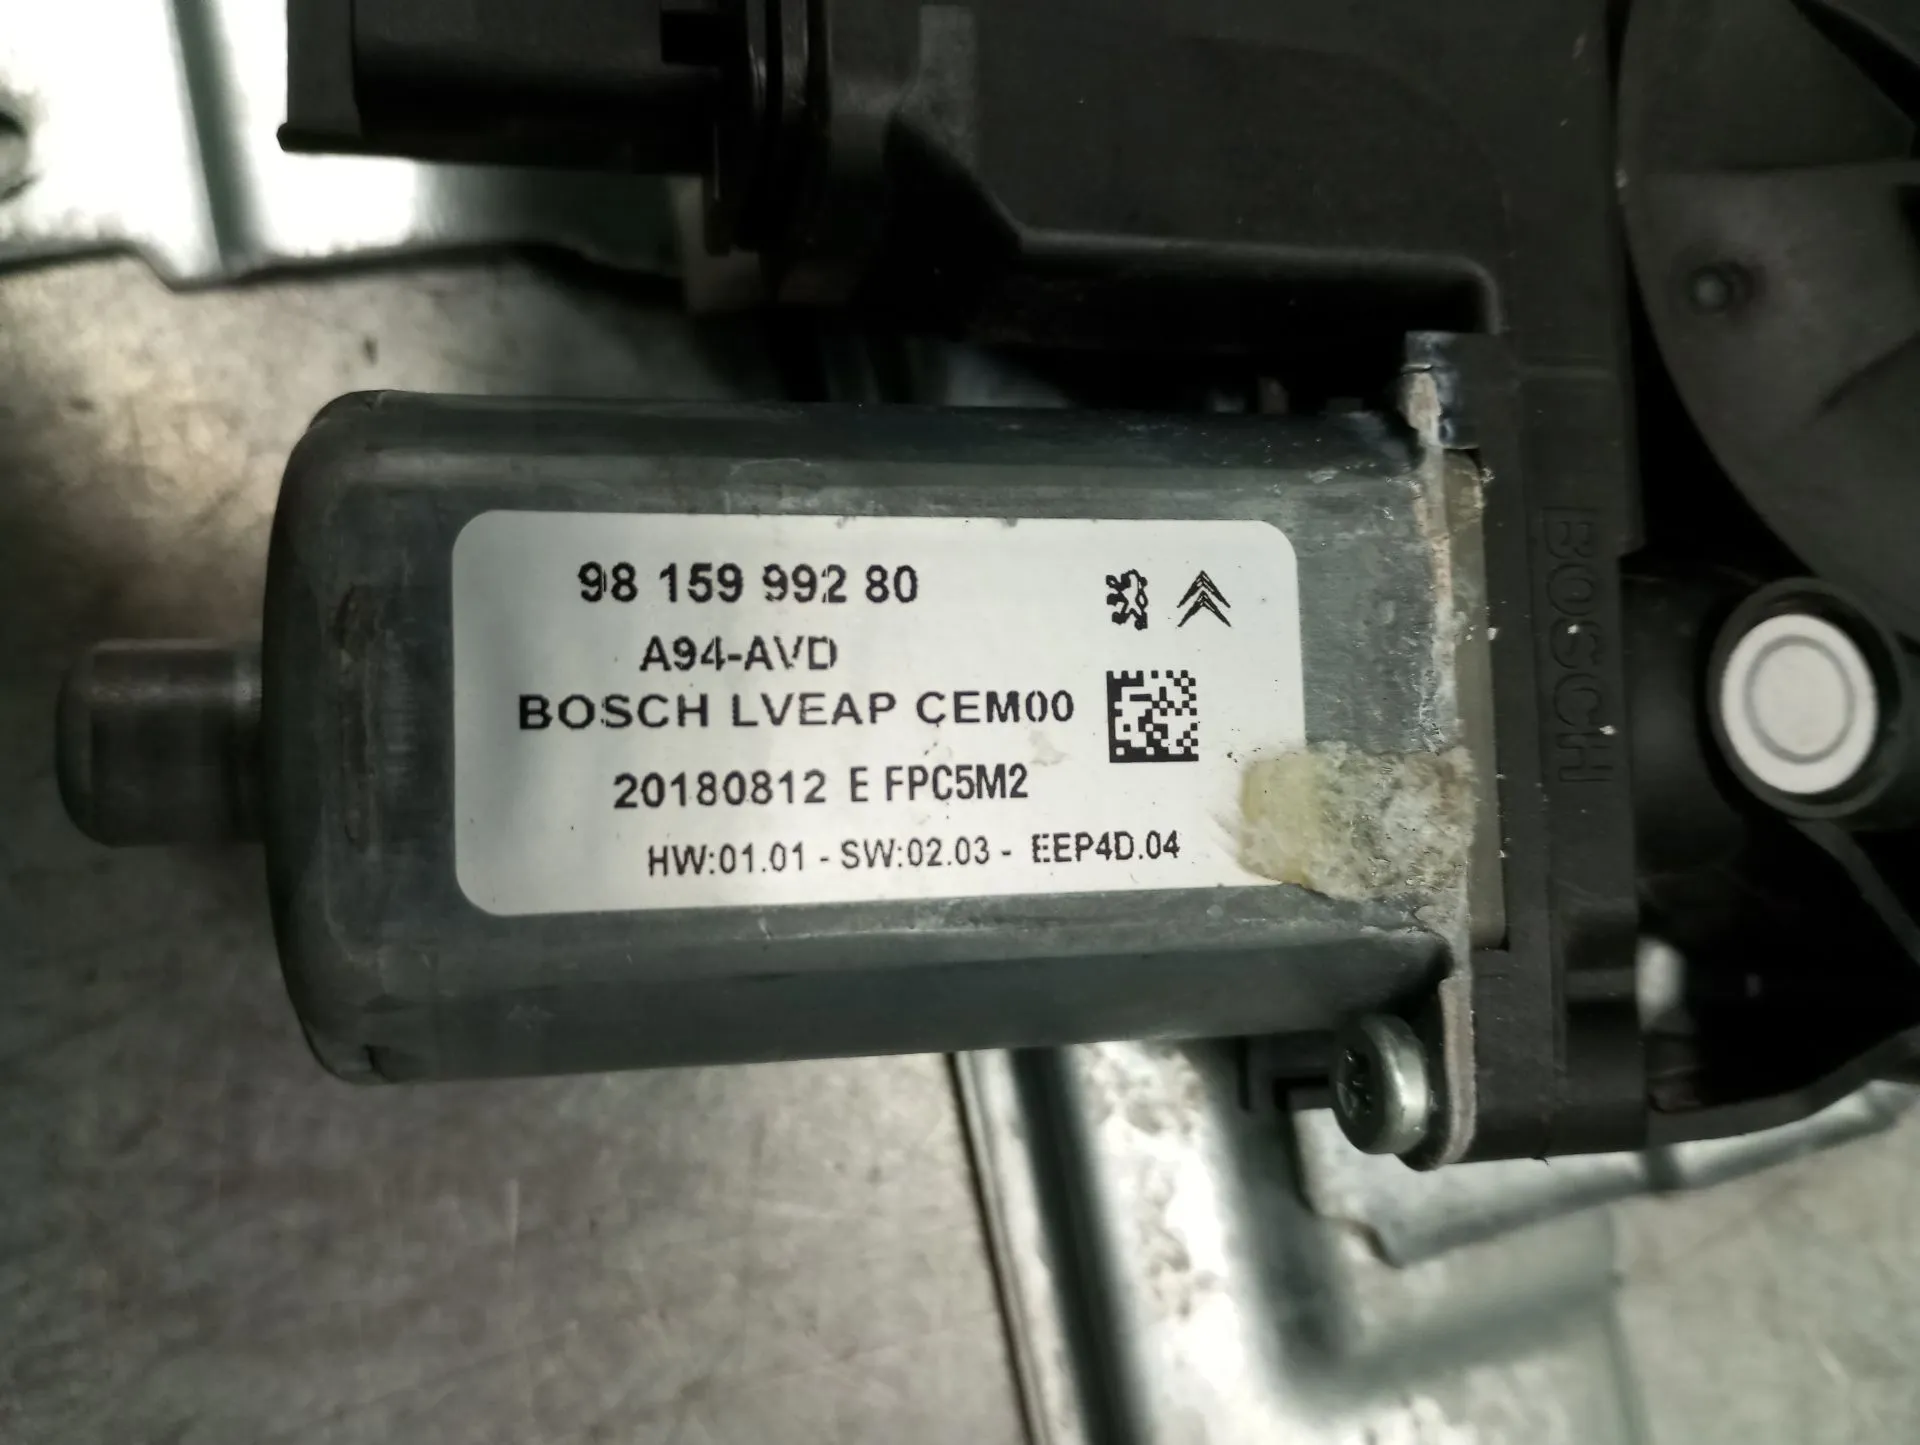 98 159 992 80
A94-AVD
BOSCH LVEAP CEM00
20180812 E FPC5M2
HW:01.01 - SW:02.03 - EEP4D.04
BOSCH